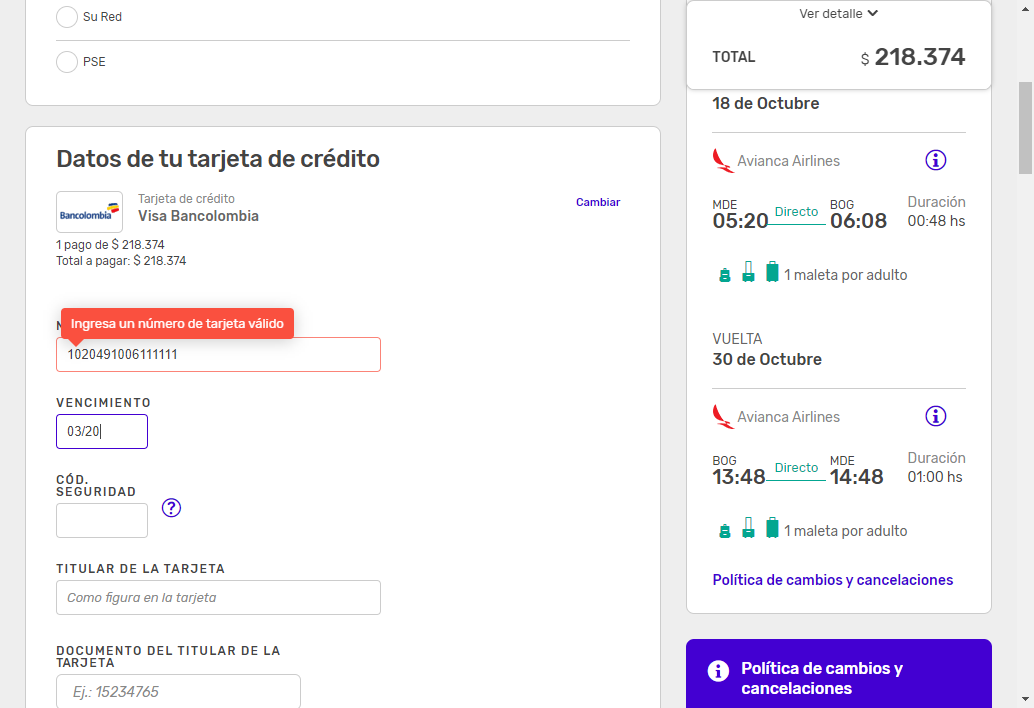 Su Red
PSE
Datos de tu tarjeta de crédito
Bancolombia
Tarjeta de crédito
Visa Bancolombia
Cambiar
1 pago de $ 218.374
Total a pagar: $ 218.374
N
Ingresa un número de tarjeta válido
1020491006111111
VENCIMIENTO
03/20
CÓD.
SEGURIDAD
?
TITULAR DE LA TARJETA
Como figura en la tarjeta
DOCUMENTO DEL TITULAR DE LA
TARJETA
Ej.: 15234765
Ver detalle
TOTAL
$ 218.374
18 de Octubre
Avianca Airlines
MDE
05:20
Directo
BOG
06:08
Duración
00:48 hs
1 maleta por adulto
VUELTA
30 de Octubre
Avianca Airlines
BOG
13:48
Directo
MDE
14:48
Duración
01:00 hs
1 maleta por adulto
Política de cambios y cancelaciones
Política de cambios y
cancelaciones